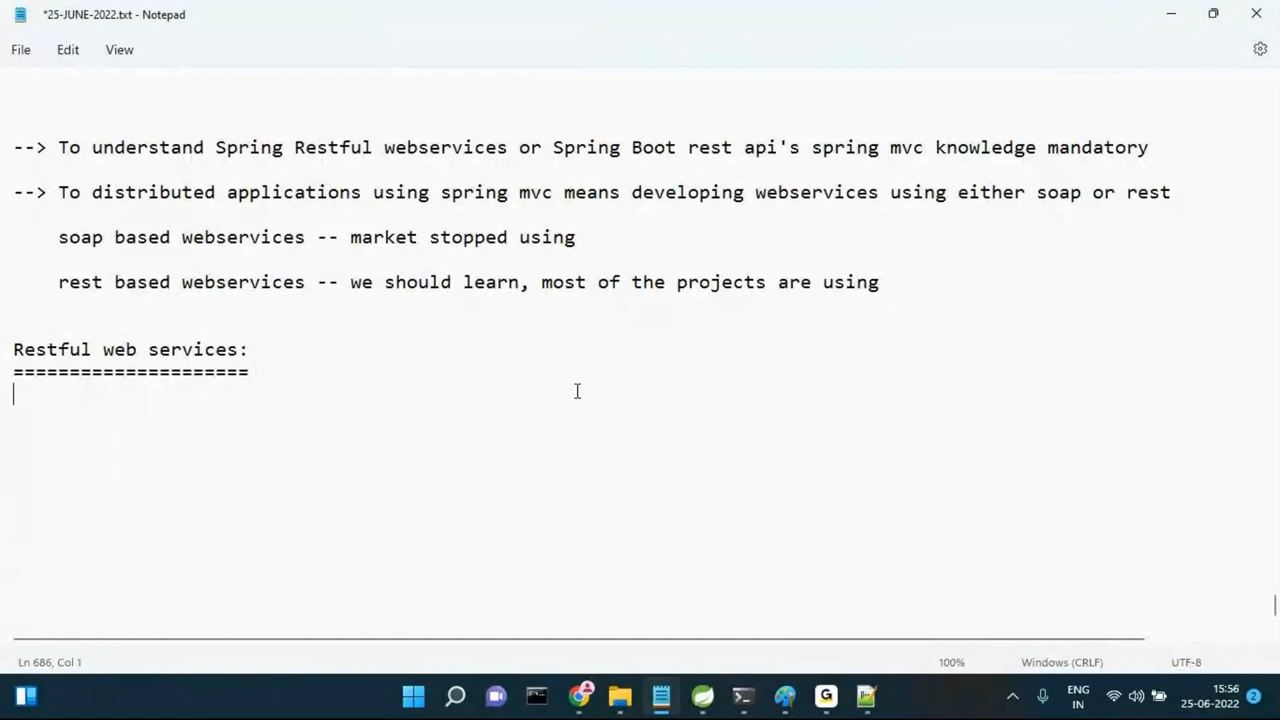 *25-JUNE-2022.txt - Notepad
File Edit View
--> To understand Spring Restful webservices or Spring Boot rest api's spring mvc knowledge mandatory
--> To distributed applications using spring mvc means developing webservices using either soap or rest
soap based webservices -- market stopped using
rest based webservices -- we should learn, most of the projects are using
Restful web services:
=====================
Ln 686, Col 1 100% Windows (CRLF) UTF-8
ENG
IN
15:56
25-06-2022
2